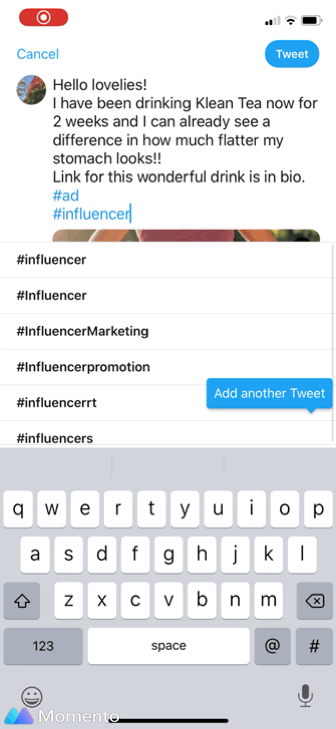 Cancel
Tweet
Hello lovelies!
I have been drinking Klean Tea now for
2 weeks and I can already see a
difference in how much flatter my
stomach looks!!
Link for this wonderful drink is in bio.
#ad
#influencer
#influencer
#Influencer
#InfluencerMarketing
#Influencerpromotion
#influencerrt
Add another Tweet
#influencers
q w e r t y u i o p
a s d f g h j k l
z x c v b n m
123 space @ #
Momento